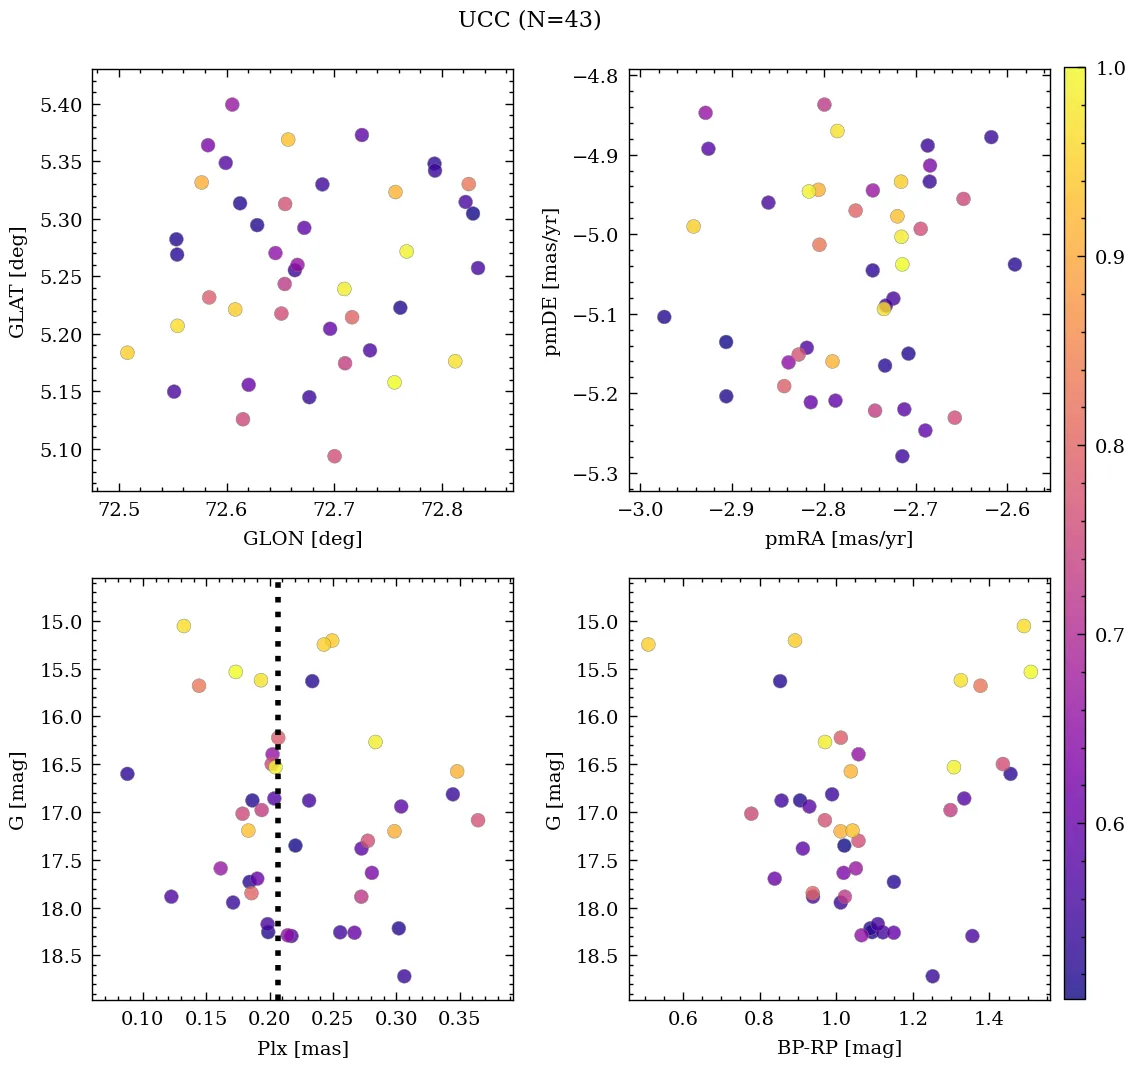 UCC (N=43)
5.40
5.35
5.30
5.25
5.20
5.15
5.10
GLAT [deg]
72.5 72.6 72.7 72.8
GLON [deg]
−4.8
−4.9
−5.0
−5.1
−5.2
−5.3
pmDE [mas/yr]
−3.0 −2.9 −2.8 −2.7 −2.6
pmRA [mas/yr]
1.0
0.9
0.8
0.7
0.6
15.0
15.5
16.0
16.5
17.0
17.5
18.0
18.5
G [mag]
0.10 0.15 0.20 0.25 0.30 0.35
Plx [mas]
15.0
15.5
16.0
16.5
17.0
17.5
18.0
18.5
G [mag]
0.6 0.8 1.0 1.2 1.4
BP-RP [mag]